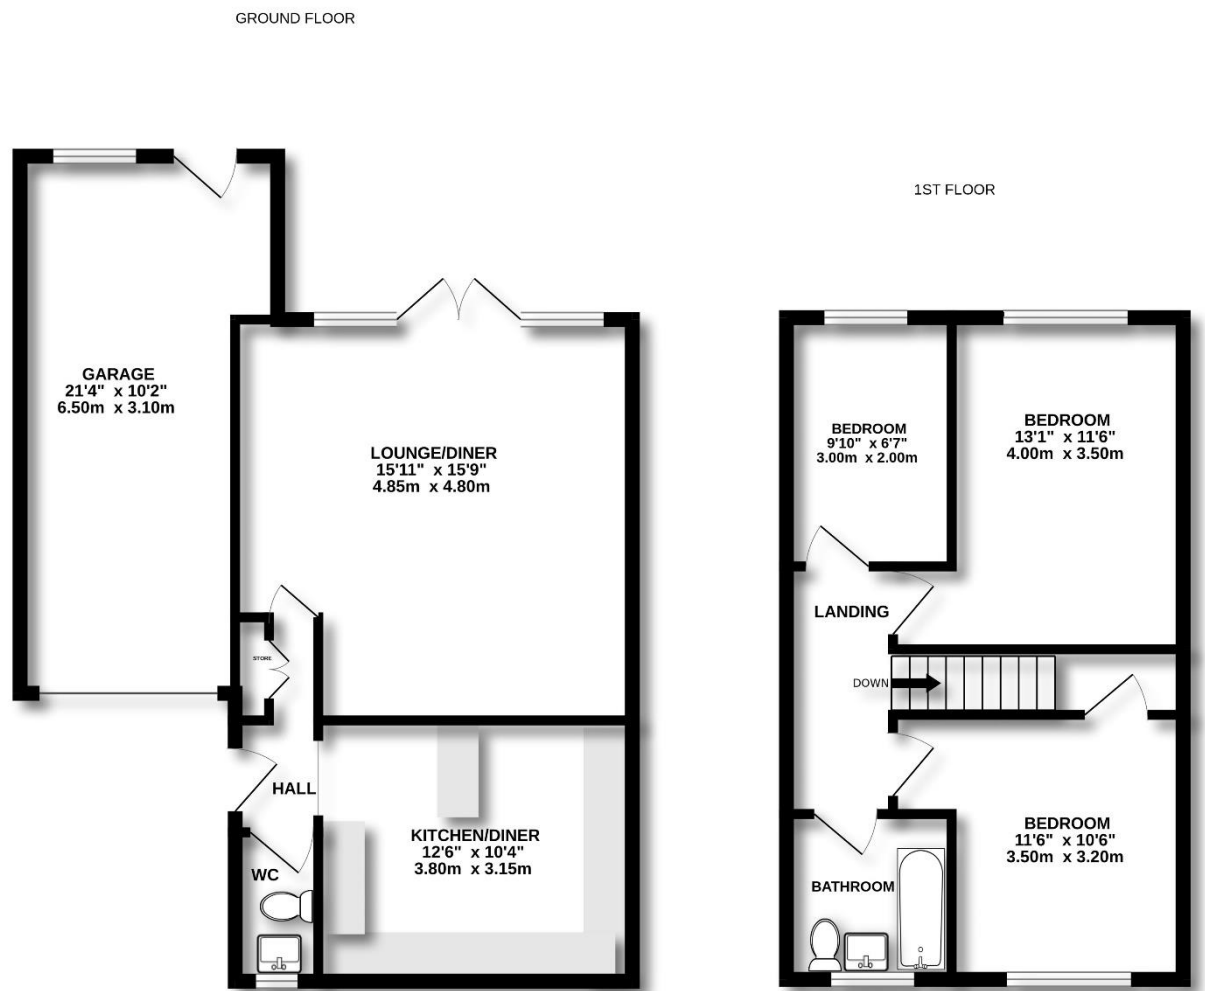 GROUND FLOOR
GARAGE
21'4" x 10'2"
6.50m x 3.10m
LOUNGE/DINER
15'11" x 15'9"
4.85m x 4.80m
STORE
HALL
KITCHEN/DINER
12'6" x 10'4"
3.80m x 3.15m
WC
1ST FLOOR
BEDROOM
9'10" x 6'7"
3.00m x 2.00m
BEDROOM
13'1" x 11'6"
4.00m x 3.50m
LANDING
DOWN
BEDROOM
11'6" x 10'6"
3.50m x 3.20m
BATHROOM